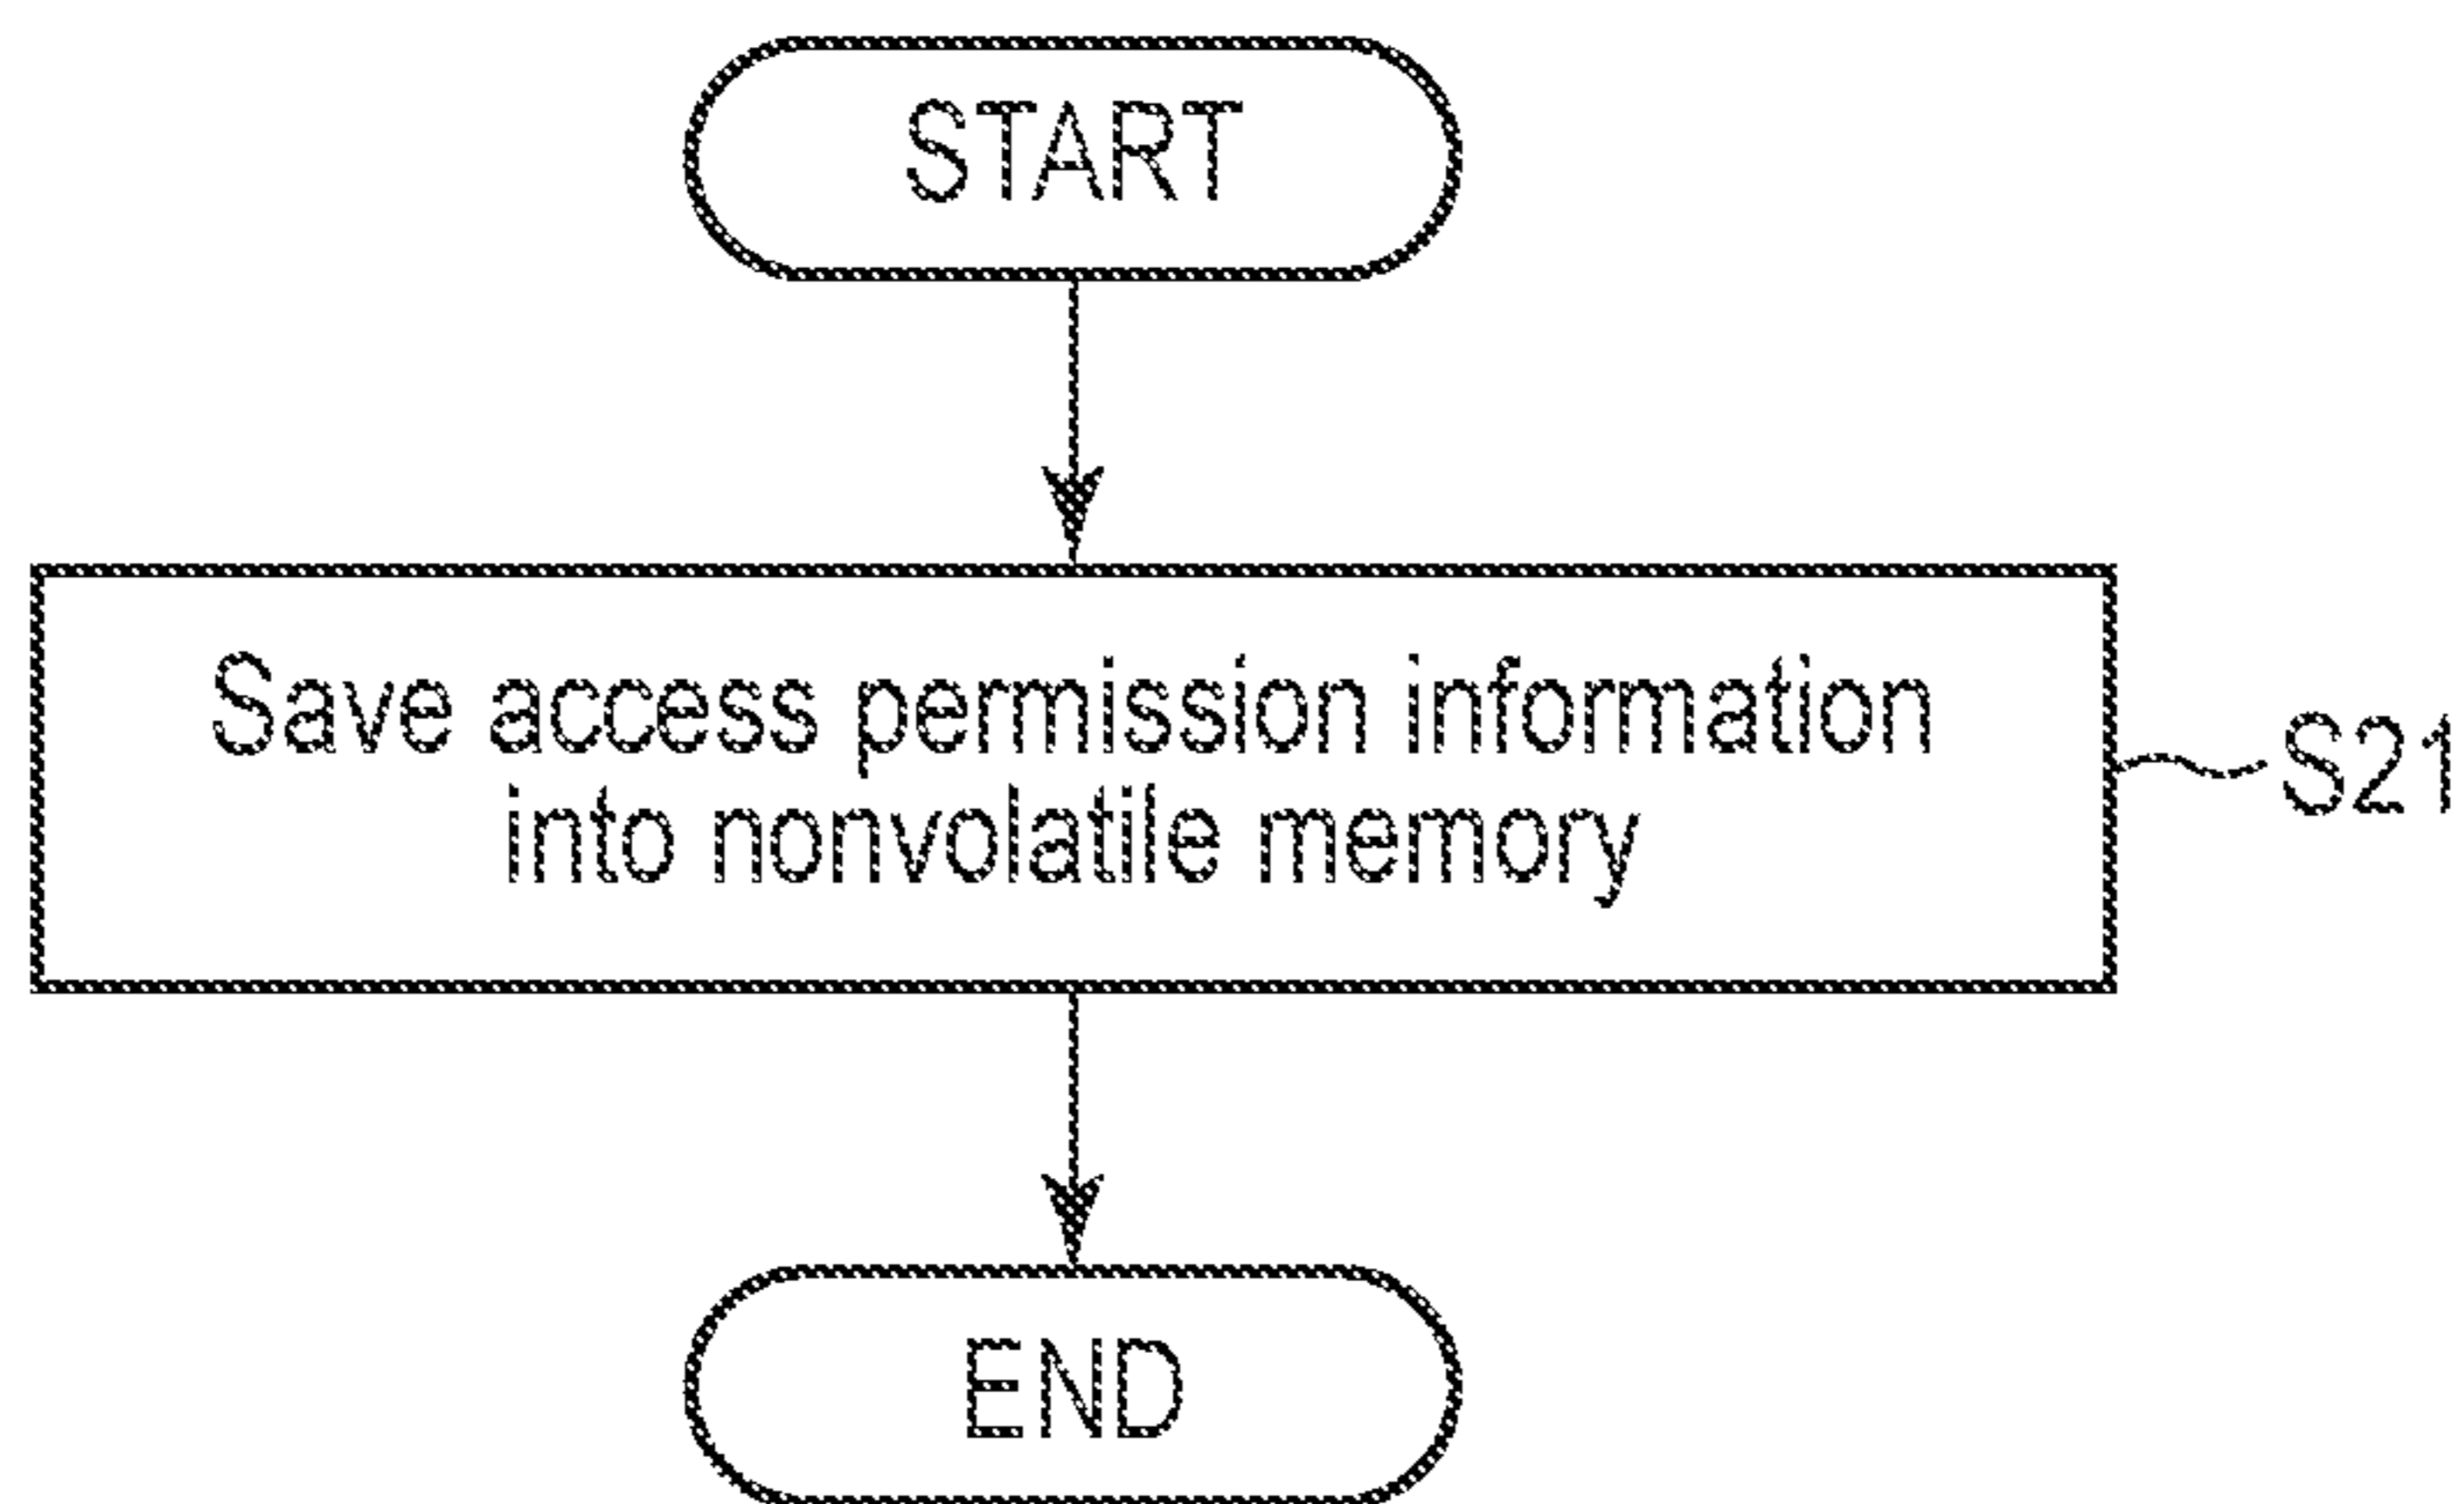 START
Save access permission information
into nonvolatile memory
S21
END